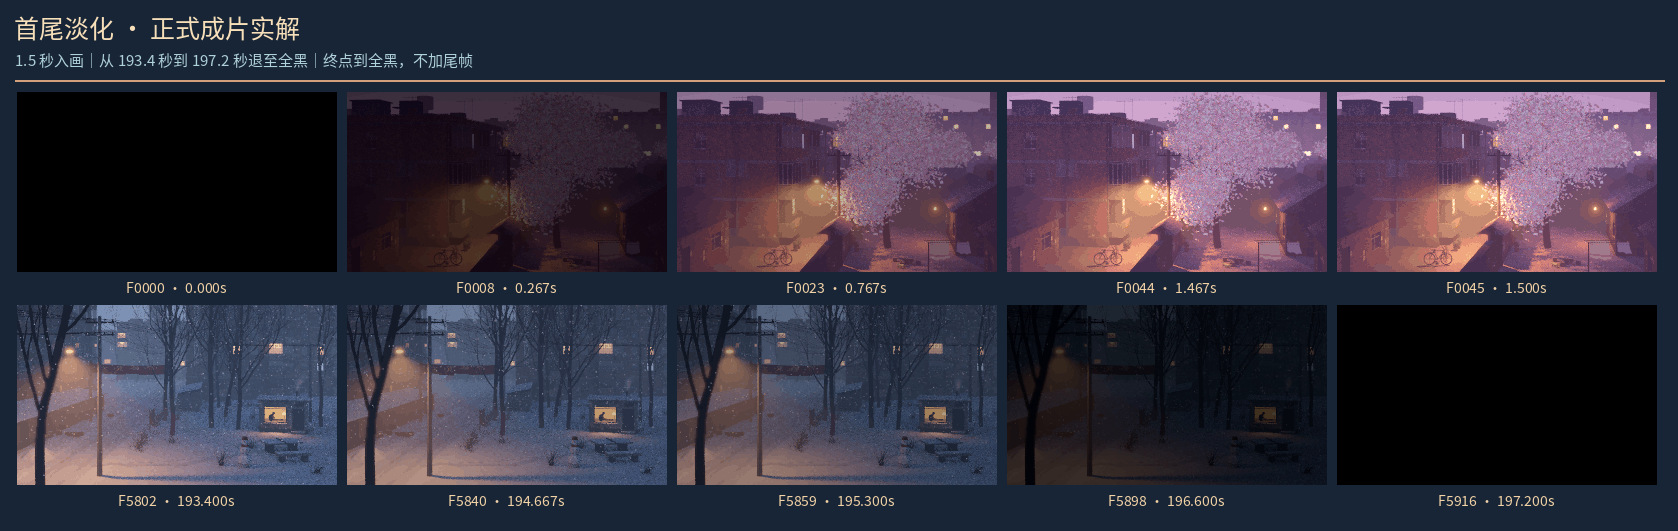 首尾淡化 · 正式成片实解
1.5 秒入画｜从 193.4 秒到 197.2 秒退至全黑｜终点到全黑，不加尾帧
F0000 · 0.000s
F0008 · 0.267s
F0023 · 0.767s
F0044 · 1.467s
F0045 · 1.500s
F5802 · 193.400s
F5840 · 194.667s
F5859 · 195.300s
F5898 · 196.600s
F5916 · 197.200s